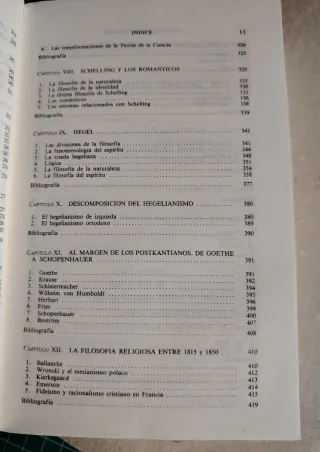 INDICE 11
4. Las transformaciones de la Teoría de la Ciencia 320
Bibliografía 325
CAPÍTULO VIII. SCHELLING Y LOS ROMANTICOS 325
1. La filosofía de la naturaleza 325
2. La filosofía de la identidad 330
3. La última filosofía de Schelling
4. Los románticos
5. Los sistemas relacionados con Schelling 338
Bibliografía 339
CAPÍTULO IX. HEGEL 341
1. Las divisiones de la filosofía 341
2. La fenomenología del espíritu 344
3. La tríada hegeliana 348
4. Lógica 351
5. La filosofía de la naturaleza 354
6. La filosofía del espíritu 358
Bibliografía 377
CAPÍTULO X. DESCOMPOSICION DEL HEGELIANISMO 380
1. El hegelianismo de izquieda 380
2. El hegelianismo ortodoxo 389
Bibliografía 390
CAPÍTULO XI. AL MARGEN DE LOS POSTKANTIANOS. DE GOETHE
A SCHOPENHAUER 391
1. Goethe 391
2. Krause 392
3. Schleiermacher 394
4. Wilhelm von Humboldt 395
5. Herbart 396
6. Fries 399
7. Schopenhauer 400
8. Boström 407
Bibliografía 408
CAPÍTULO XII. LA FILOSOFIA RELIGIOSA ENTRE 1815 y 1850 410
1. Ballanche 410
2. Wronski y el mesianismo polaco 412
3. Kierkegaard 413
4. Emerson 414
5. Fideísmo y racionalismo cristiano en Francia 415
Bibliografía 419